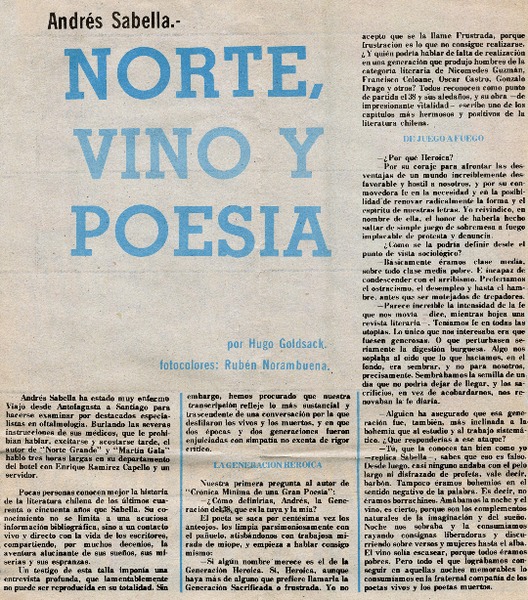 Andrés Sabella.-
NORTE,
VINO Y
POESIA
por Hugo Goldsack.
fotocolores: Rubén Norambuena.
Andrés Sabella ha estado muy enfermo
Viajó desde Antofagasta a Santiago para
hacerse examinar por destacados especia-
listas en oftalmología. Burlando las severas
instrucciones de sus médicos, que le prohi-
bían hablar, excitarse y acostarse tarde, el
autor de "Norte Grande" y "Martín Gala"
habló tres horas largas en su departamento
del hotel con Enrique Ramírez Capello y un
servidor.
Pocas personas conocen mejor la historia
de la literatura chilena de los últimos cua-
renta o cincuenta años que Sabella. Su co-
nocimiento no se limita a una acuciosa
información bibliográfica, sino a un contacto
vivo y directo con la vida de los escritores,
compartiendo, por muchos decenios, la
aventura alucinante de sus sueños, sus mi-
serias y sus esperanzas.
Un testigo de esta talla imponía una
entrevista profunda, que lamentablemente
no puede ser reproducida en su totalidad. Sin
embargo, hemos procurado que nuestra
transcripción refleje lo más sustancial y
trascendente de una conversación por la que
desfilaron los vivos y los muertos, y en que
dos épocas y dos generaciones fueron
enjuiciadas con simpatía no exenta de rigor
crítico.
LA GENERACION HEROICA
Nuestra primera pregunta al autor de
"Crónica Mínima de una Gran Poesía":
—¿Cómo definirías, Andrés, la Genera-
ción del 38, que es la tuya y la mía?
El poeta se saca por centésima vez los
anteojos, los limpia parsimoniosamente con
el pañuelo, atisbándonos con trabajosa mi-
rada de miope, y empieza a hablar consigo
mismo:
—Si algún nombre merece es el de la
Generación Heroica. Sí, Heroica, aunque
haya más de alguno que prefiere llamarla
Generación Sacrificada o frustrada. Yo no
acepto que se la llame Frustrada, porque
frustración es lo que no consigue realizarse.
¿Y quién podría hablar de falta de realización
en una generación que produjo hombres de la
categoría literaria de Nicomedes Guzmán,
Francisco Coloane, Oscar Castro, Gonzalo
Drago y otros? Todos reconocen como punto
de partida el 38 y sus aledaños, y su obra —de
impresionante vitalidad— escribe uno de los
capítulos más hermosos y positivos de la
literatura chilena.
DE JUEGO A FUEGO
—¿Por qué Heroica?
Por su coraje para afrontar las des-
ventajas de un mundo increíblemente des-
favorable y hostil a nosotros, y por su con-
movedora fe en la necesidad y en la posibi-
lidad de renovar radicalmente la forma y el
espíritu de nuestras letras. Yo reivindico, en
nombre de ella, el honor de haberla hecho
saltar de simple juego de sobremesa a fuego
implacable de protesta y denuncia.
¿Cómo se la podría definir desde el
punto de vista sociológico?
—Básicamente éramos clase media,
sobre todo clase media pobre. E incapaz de
condescender con el arribismo. Preferíamos
el ostracismo, el desempleo y hasta el ham-
bre, antes que ser motejados de trepadores.
—Parece increíble la intensidad de la fe
que nos movía —dice, mientras hojea una
revista literaria—. Teníamos fe en todas las
utopías. Lo único que nos interesaba era que
fuesen generosas. O que perturbasen se-
riamente la digestión burguesa. Algo nos
soplaba al oído que lo que hacíamos, en el
fondo, era sembrar, y no para nosotros,
precisamente. Sembrábamos la semilla de un
día que no podría dejar de llegar, y los sa-
crificios, en vez de acobardarnos, nos re-
novaban la fe diaria.
—Alguien ha asegurado que esa gene-
ración fue, también, más inclinada a la
bohemia que al estudio y al trabajo sistemá-
tico. ¿Qué responderías a ese ataque?
—Tú, que la conociste tan bien como yo
—replica Sabella—, sabes que eso es falso.
Desde luego, casi ninguno andaba con el pelo
largo ni disfrazado de profeta, vale decir,
barbón. Tampoco éramos bohemios en el
sentido negativo de la palabra. Es decir, no
éramos borrachines. Amábamos la noche y el
vino, es cierto, porque son los complementos
naturales de la imaginación y del sueño.
Noche nos sobraba y la consumíamos
rayando consignas libertadoras y discu-
rriendo sobre versos y mujeres hasta el alba.
El vino solía escasear, porque todos éramos
pobres. Pero todo el que lográbamos con-
seguir en aquellas noches memorables lo
consumíamos en la fraternal compañía de los
poetas vivos y los poetas muertos.